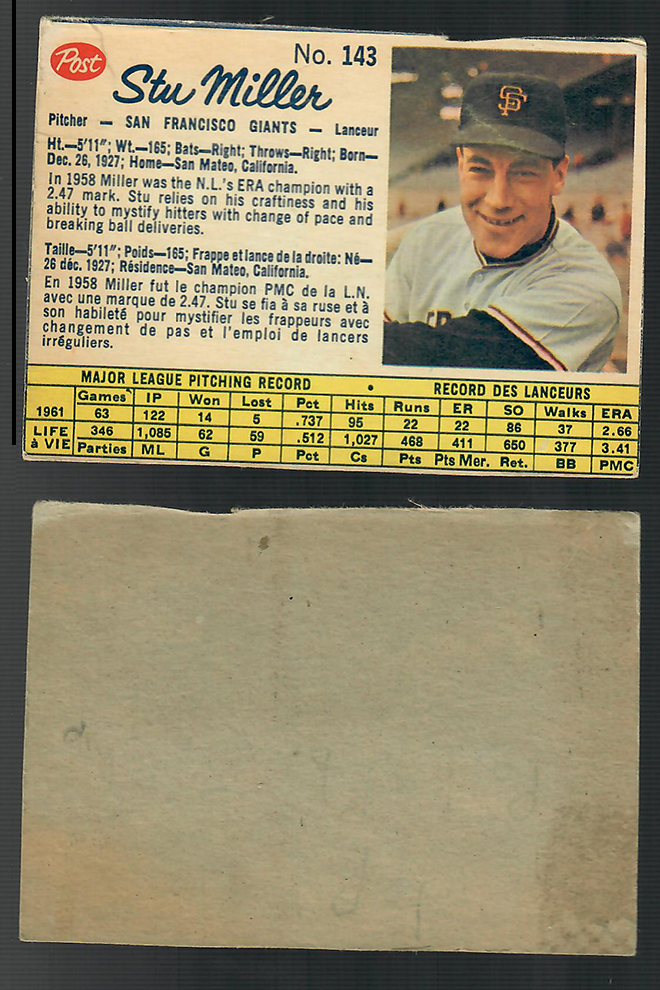 Post
No. 143
Stu Miller
Pitcher — SAN FRANCISCO GIANTS — Lanceur
Ht.—5'11"; Wt.—165; Bats—Right; Throws—Right; Born—
Dec. 26, 1927; Home—San Mateo, California.
In 1958 Miller was the N.L.'s ERA champion with a
2.47 mark. Stu relies on his craftiness and his
ability to mystify hitters with change of pace and
breaking ball deliveries.
Taille—5'11"; Poids—165; Frappe et lance de la droite: Né—
26 déc. 1927; Résidence—San Mateo, California.
En 1958 Miller fut le champion PMC de la L.N.
avec une marque de 2.47. Stu se fia à sa ruse et à
son habileté pour mystifier les frappeurs avec
changement de pas et l'emploi de lancers
irréguliers.
SF
MAJOR LEAGUE PITCHING RECORD • RECORD DES LANCEURS
Games IP Won Lost Pct Hits Runs ER SO Walks ERA
1961 63 122 14 5 .737 95 22 22 86 37 2.66
LIFE à VIE 346 1,085 62 59 .512 1,027 468 411 650 377 3.41
Parties ML G P Pct Cs Pts Pts Mer. Ret. BB PMC